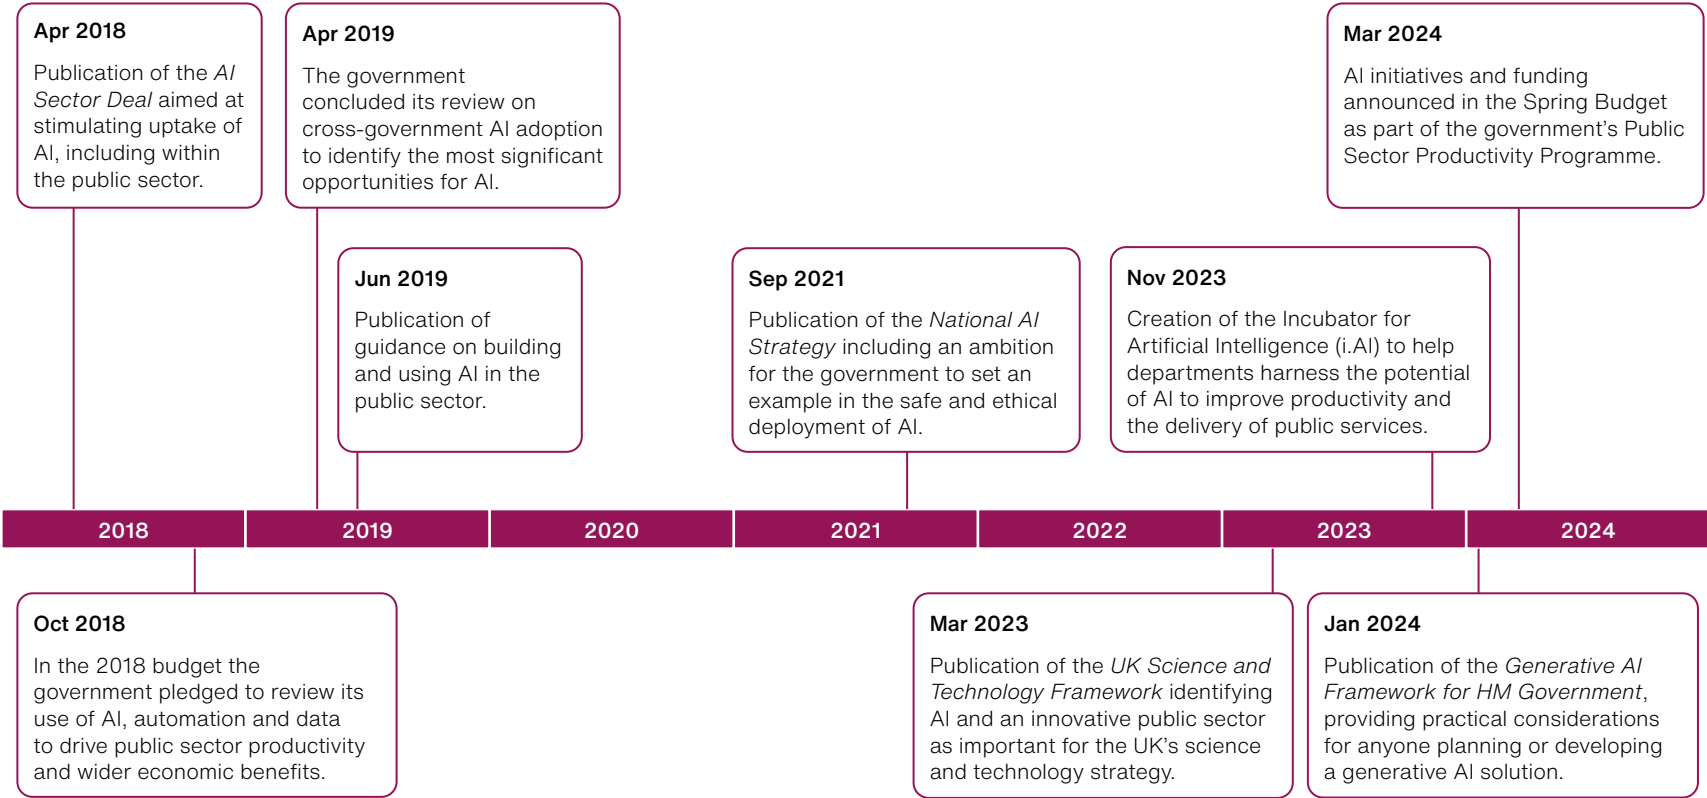 Apr 2018
Publication of the AI
Sector Deal aimed at
stimulating uptake of
AI, including within
the public sector.
Apr 2019
The government
concluded its review on
cross-government AI adoption
to identify the most significant
opportunities for AI.
Mar 2024
AI initiatives and funding
announced in the Spring Budget
as part of the government’s Public
Sector Productivity Programme.
Jun 2019
Publication of
guidance on building
and using AI in the
public sector.
Sep 2021
Publication of the National AI
Strategy including an ambition
for the government to set an
example in the safe and ethical
deployment of AI.
Nov 2023
Creation of the Incubator for
Artificial Intelligence (i.AI) to help
departments harness the potential
of AI to improve productivity and
the delivery of public services.
2018 2019 2020 2021 2022 2023 2024
Oct 2018
In the 2018 budget the
government pledged to review its
use of AI, automation and data
to drive public sector productivity
and wider economic benefits.
Mar 2023
Publication of the UK Science and
Technology Framework identifying
AI and an innovative public sector
as important for the UK’s science
and technology strategy.
Jan 2024
Publication of the Generative AI
Framework for HM Government,
providing practical considerations
for anyone planning or developing
a generative AI solution.